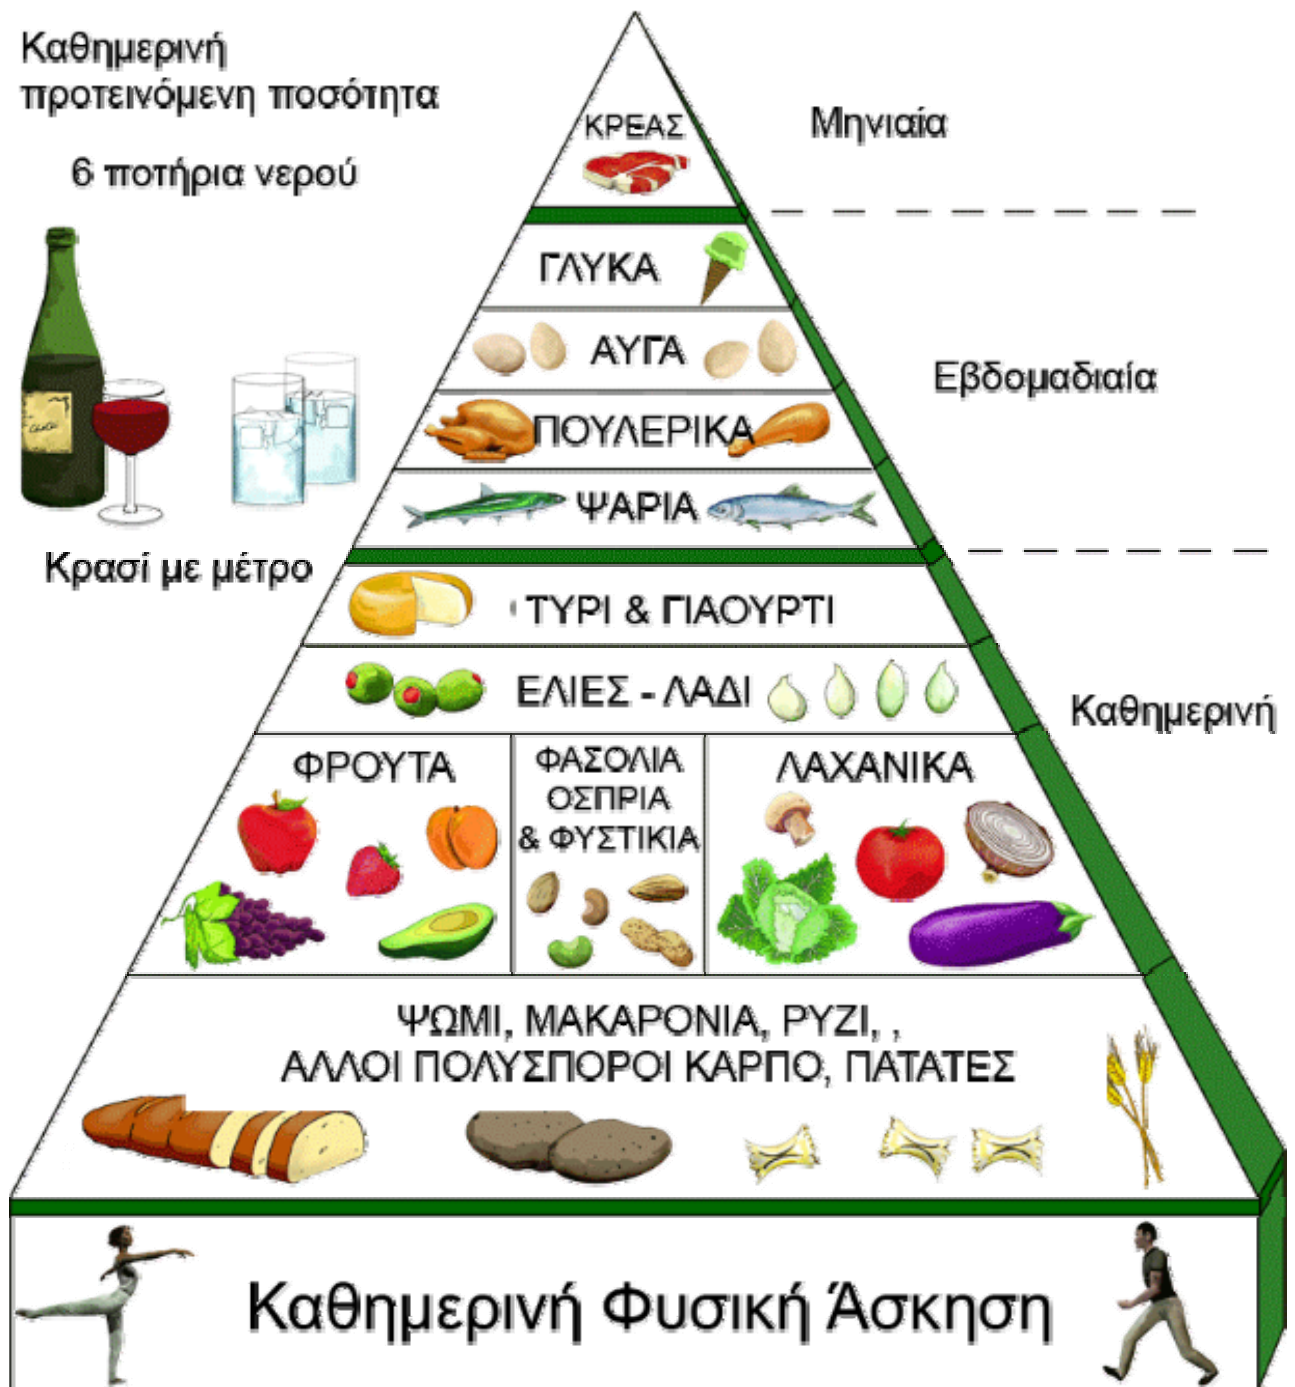 Καθημερινή
προτεινόμενη ποσότητα
6 ποτήρια νερού
Κρασί με μέτρο
ΚΡΕΑΣ
Μηνιαία
ΓΛΥΚΑ
ΑΥΓΑ
Εβδομαδιαία
ΠΟΥΛΕΡΙΚΑ
ΨΑΡΙΑ
ΤΥΡΙ & ΓΙΑΟΥΡΤΙ
ΕΛΙΕΣ - ΛΑΔΙ
Καθημερινή
ΦΡΟΥΤΑ
ΦΑΣΟΛΙΑ
ΟΣΠΡΙΑ
& ΦΥΣΤΙΚΙΑ
ΛΑΧΑΝΙΚΑ
ΨΩΜΙ, ΜΑΚΑΡΟΝΙΑ, ΡΥΖΙ, ,
ΑΛΛΟΙ ΠΟΛΥΣΠΟΡΟΙ ΚΑΡΠΟ, ΠΑΤΑΤΕΣ
Καθημερινή Φυσική Άσκηση